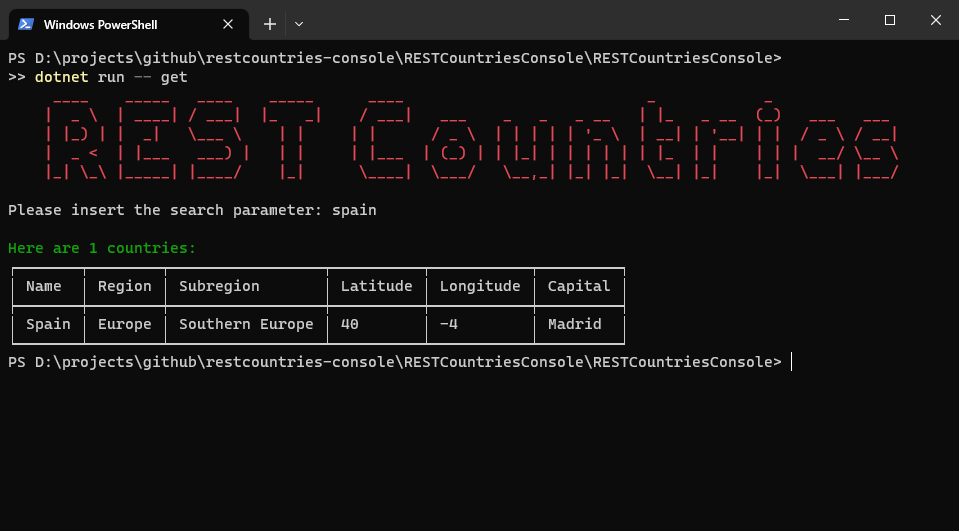 Windows PowerShell
PS D:\projects\github\restcountries-console\RESTCountriesConsole\RESTCountriesConsole>
>> dotnet run -- get
REST Countries
Please insert the search parameter: spain
Here are 1 countries:
Name Region Subregion Latitude Longitude Capital
Spain Europe Southern Europe 40 -4 Madrid
PS D:\projects\github\restcountries-console\RESTCountriesConsole\RESTCountriesConsole>